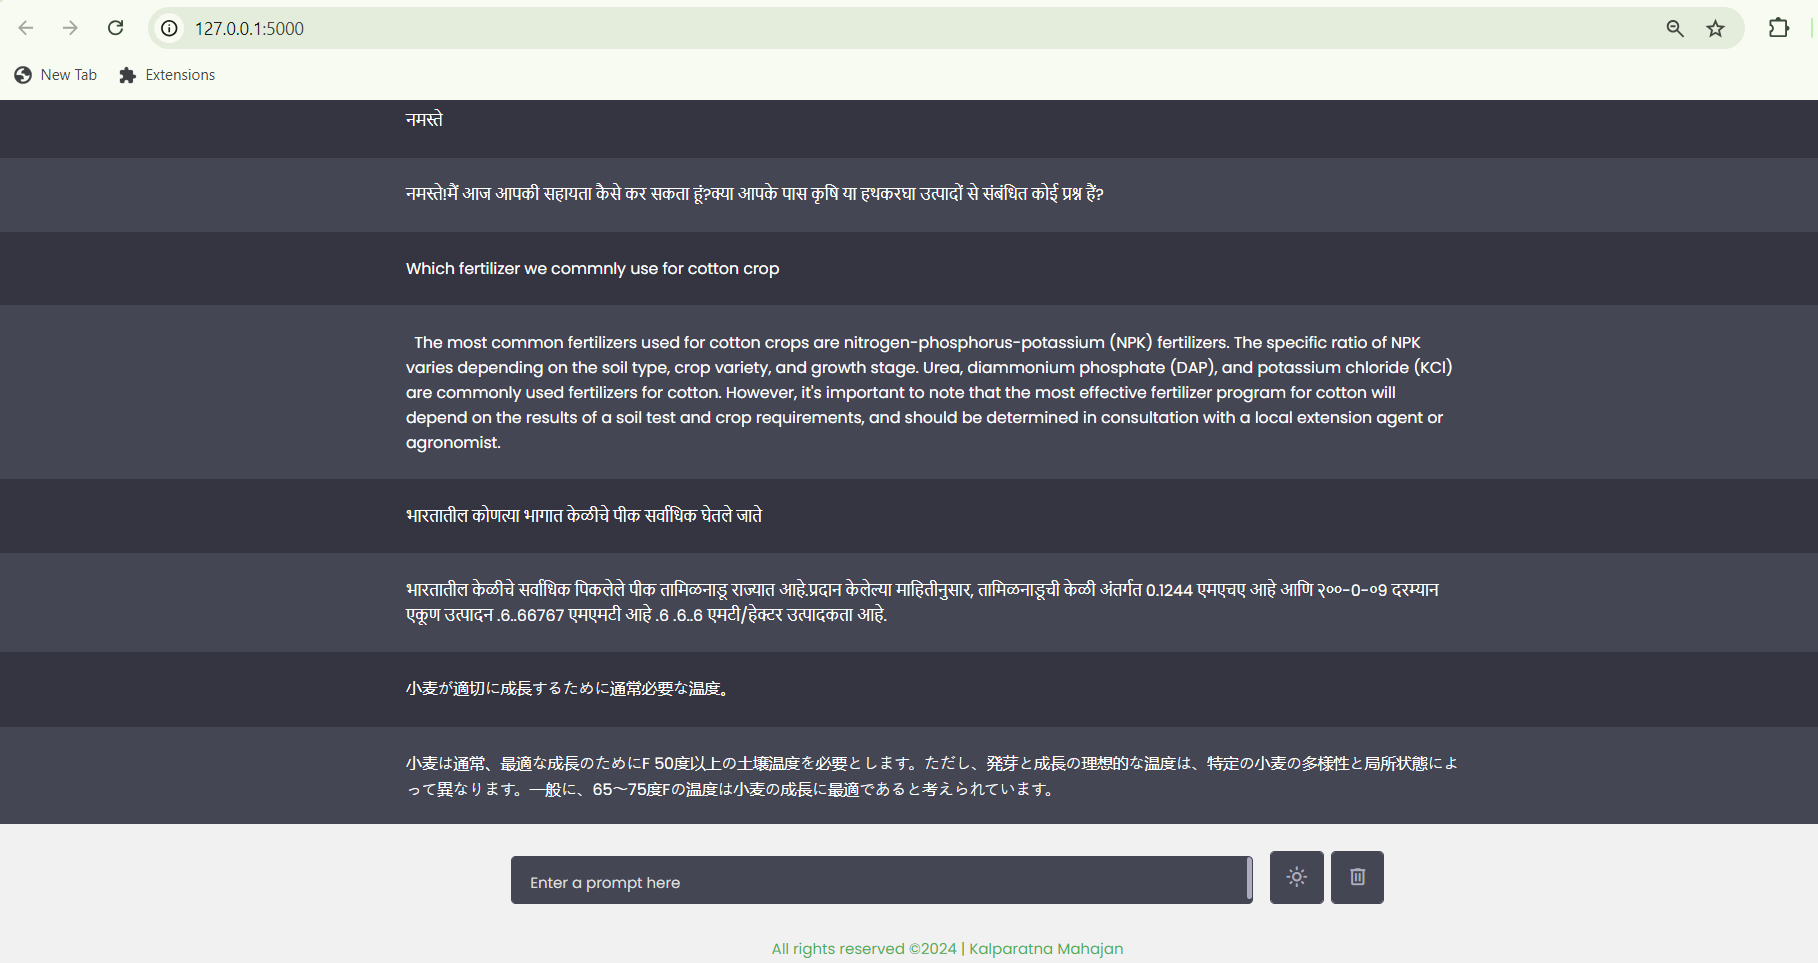 127.0.0.1:5000
New Tab
Extensions
नमस्ते
नमस्ते!मैं आज आपकी सहायता कैसे कर सकता हूं?क्या आपके पास कृषि या हथकरघा उत्पादों से संबंधित कोई प्रश्न हैं?
Which fertilizer we commnly use for cotton crop
The most common fertilizers used for cotton crops are nitrogen-phosphorus-potassium (NPK) fertilizers. The specific ratio of NPK
varies depending on the soil type, crop variety, and growth stage. Urea, diammonium phosphate (DAP), and potassium chloride (KCl)
are commonly used fertilizers for cotton. However, it's important to note that the most effective fertilizer program for cotton will
depend on the results of a soil test and crop requirements, and should be determined in consultation with a local extension agent or
agronomist.
भारतातील कोणत्या भागात केळीचे पीक सर्वाधिक घेतले जाते
भारतातील केळीचे सर्वाधिक पिकलेले पीक तामिळनाडू राज्यात आहे.प्रदान केलेल्या माहितीनुसार, तामिळनाडूची केळी अंतर्गत 0.1244 एमएचए आहे आणि २००-0-०9 दरम्यान
एकूण उत्पादन .6..66767 एमएमटी आहे .6 .6..6 एमटी/हेक्टर उत्पादकता आहे.
小麦が適切に成長するために通常必要な温度。
小麦は通常、最適な成長のためにF 50度以上の土壌温度を必要とします。ただし、発芽と成長の理想的な温度は、特定の小麦の多様性と局所状態によ
って異なります。一般に、65〜75度Fの温度は小麦の成長に最適であると考えられています。
Enter a prompt here
All rights reserved ©2024 | Kalparatna Mahajan